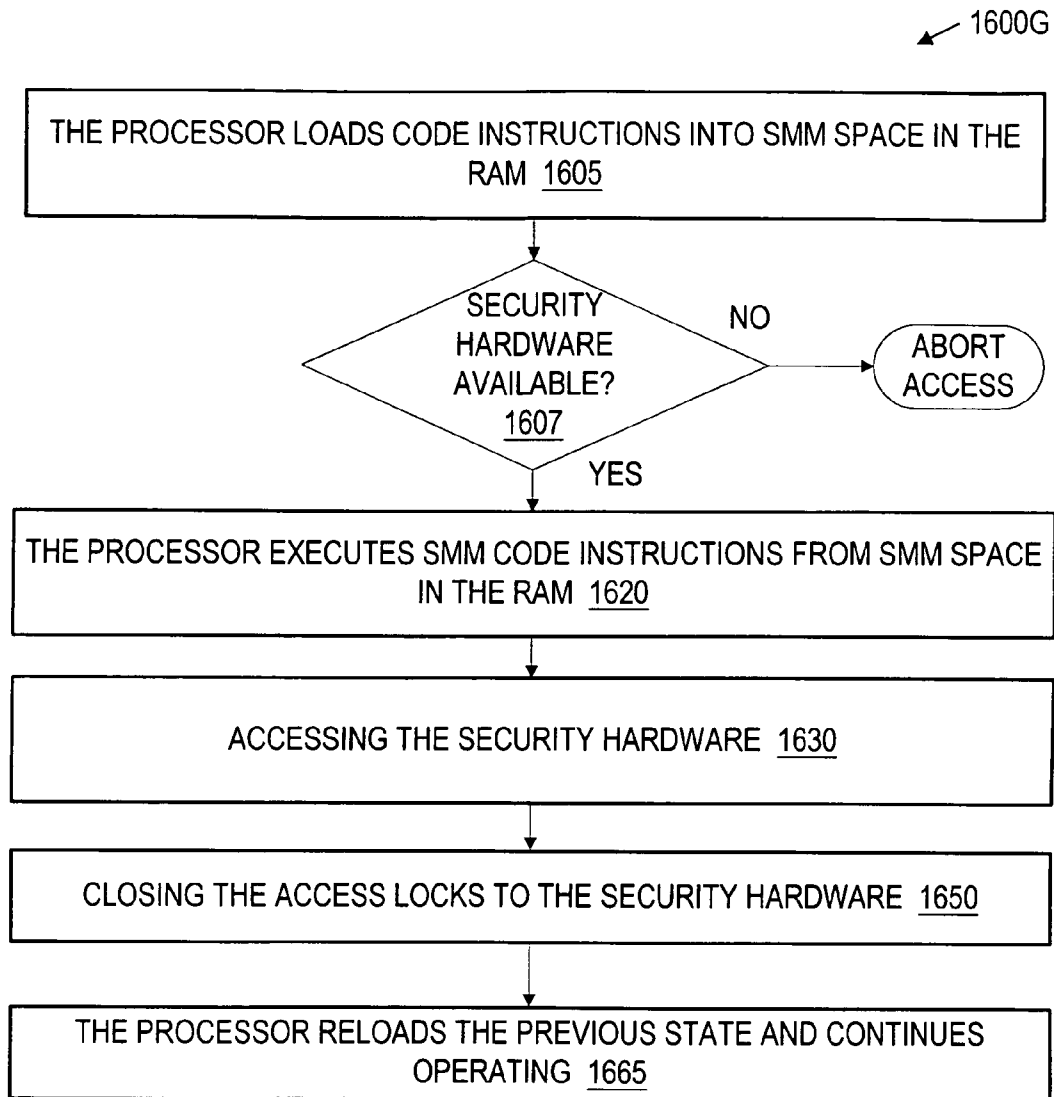 1600G
THE PROCESSOR LOADS CODE INSTRUCTIONS INTO SMM SPACE IN THE
RAM 1605
SECURITY
HARDWARE
AVAILABLE?
1607
NO
ABORT
ACCESS
YES
THE PROCESSOR EXECUTES SMM CODE INSTRUCTIONS FROM SMM SPACE
IN THE RAM 1620
ACCESSING THE SECURITY HARDWARE 1630
CLOSING THE ACCESS LOCKS TO THE SECURITY HARDWARE 1650
THE PROCESSOR RELOADS THE PREVIOUS STATE AND CONTINUES
OPERATING 1665